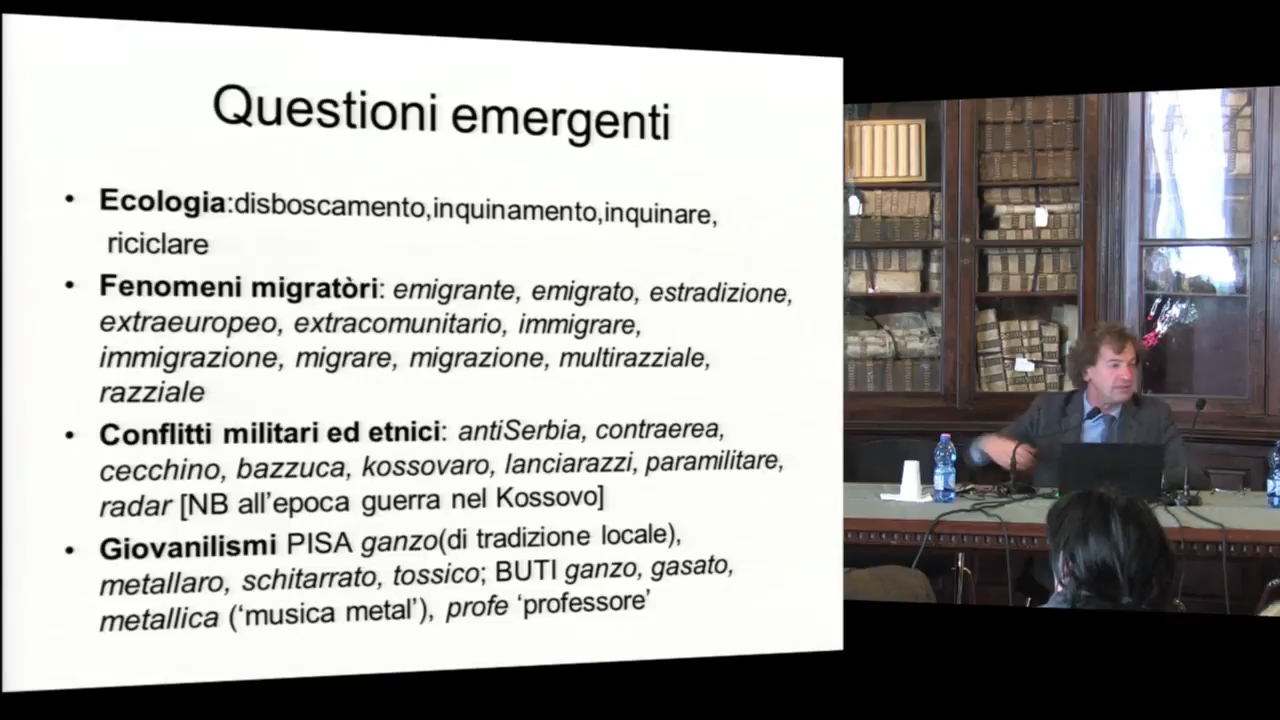 Questioni emergenti
• Ecologia:disboscamento,inquinamento,inquinare,
riciclare
• Fenomeni migratòri: emigrante, emigrato, estradizione,
extraeuropeo, extracomunitario, immigrare,
immigrazione, migrare, migrazione, multirazziale,
razziale
• Conflitti militari ed etnici: antiSerbia, contraerea,
cecchino, bazzuca, kossovaro, lanciarazzi, paramilitare,
radar [NB all’epoca guerra nel Kossovo]
• Giovanilismi PISA ganzo(di tradizione locale),
metallaro, schitarrato, tossico; BUTI ganzo, gasato,
metallica (‘musica metal’), profe ‘professore’